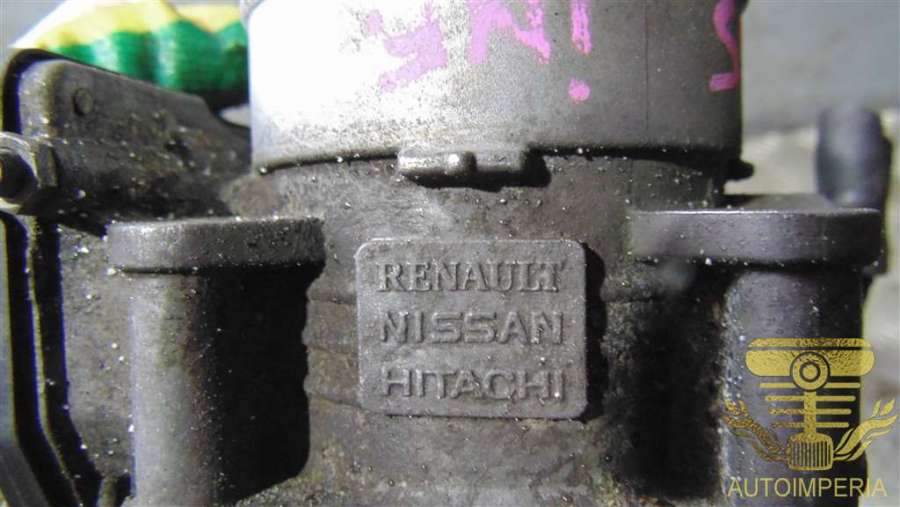 RENAULT
NISSAN
HITACHI
AUTOIMPERIA